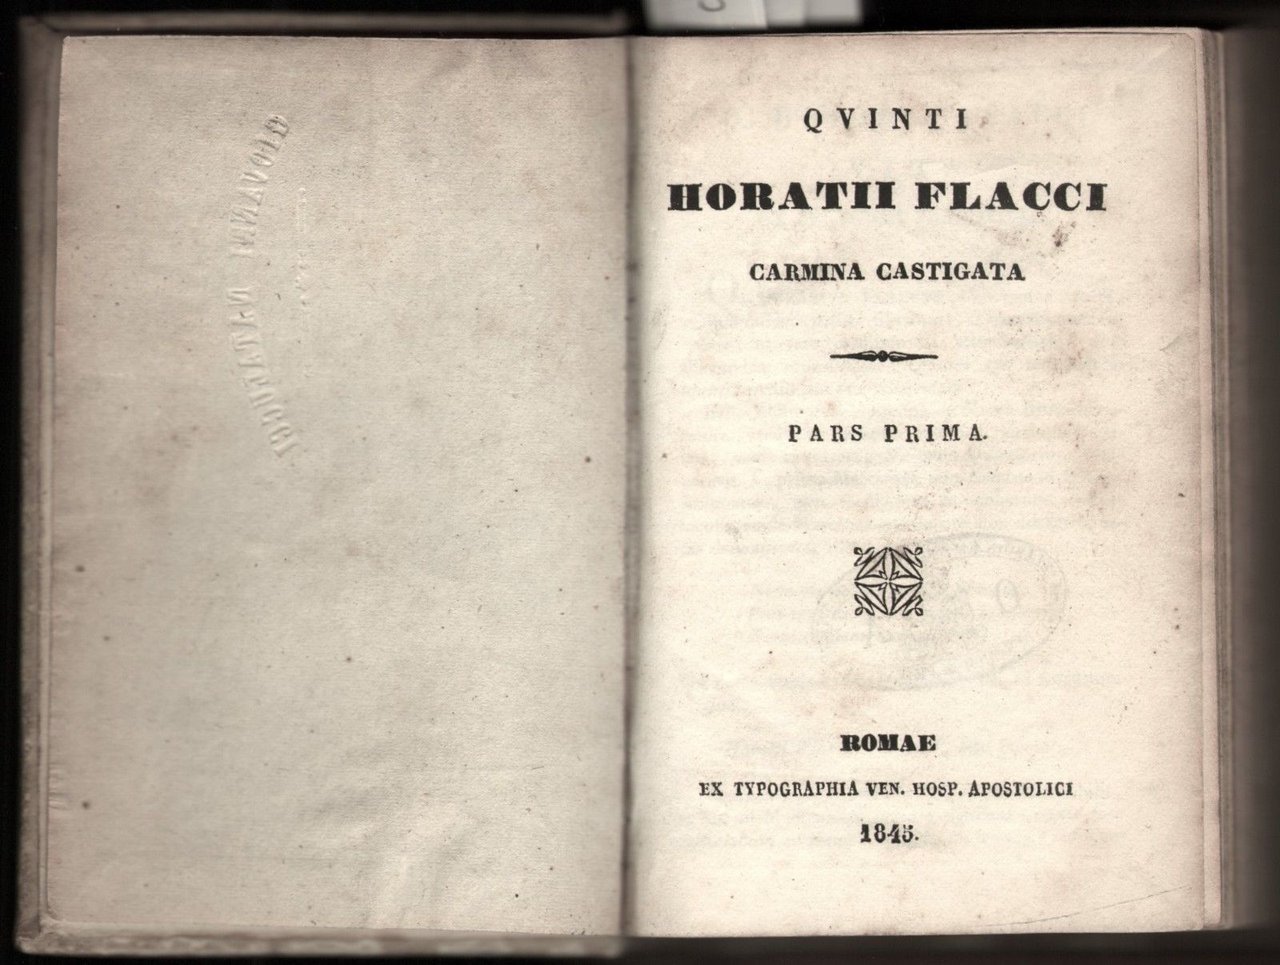 QVINTI
HORATII FLACCI
CARMINA CASTIGATA
PARS PRIMA.
ROMAE
EX TYPOGRAPHIA VEN. HOSP. APOSTOLICI
1845.